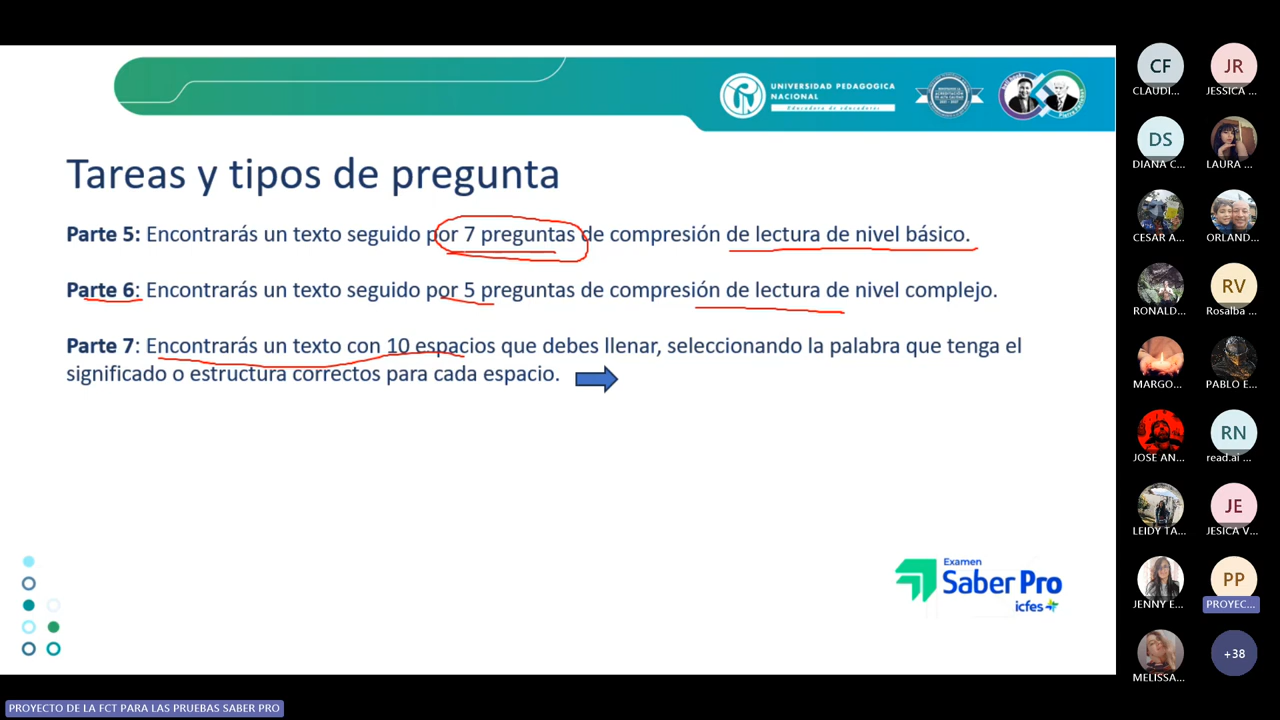 UNIVERSIDAD PEDAGOGICA
NACIONAL
Educadora de educadores
Tareas y tipos de pregunta
Parte 5: Encontrarás un texto seguido por 7 preguntas de compresión de lectura de nivel básico.
Parte 6: Encontrarás un texto seguido por 5 preguntas de compresión de lectura de nivel complejo.
Parte 7: Encontrarás un texto con 10 espacios que debes llenar, seleccionando la palabra que tenga el
significado o estructura correctos para cada espacio.
Examen
Saber Pro
icfes
PROYECTO DE LA FCT PARA LAS PRUEBAS SABER PRO
CF
JR
CLAUDI...
JESSICA ...
DS
DIANA C...
LAURA ...
CESAR A...
ORLAND...
RV
RONALD...
Rosalba ...
MARGO...
PABLO E...
RN
JOSE AN...
read.ai ...
JE
LEIDY TA...
JESICA V...
PP
JENNY E...
PROYEC...
+38
MELISSA...